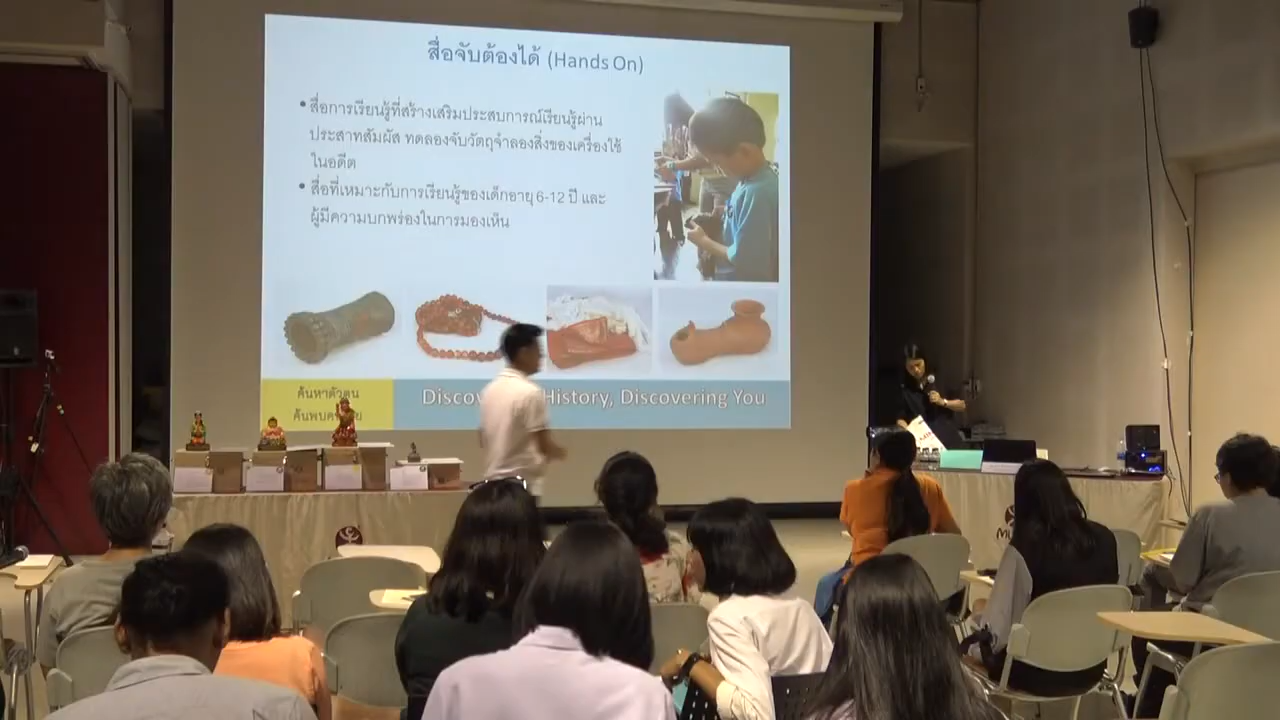 สื่อจับต้องได้ (Hands On)
• สื่อการเรียนรู้ที่สร้างเสริมประสบการณ์เรียนรู้ผ่าน
ประสาทสัมผัส ทดลองจับวัตถุจำลองสิ่งของเครื่องใช้
ในอดีต
• สื่อที่เหมาะกับการเรียนรู้ของเด็กอายุ 6-12 ปี และ
ผู้มีความบกพร่องในการมองเห็น
ค้นหาตัวตน
ค้นพบ
History, Discovering You